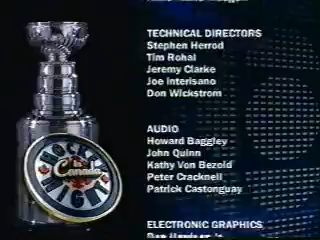 TECHNICAL DIRECTORS
Stephen Herrod
Tim Rohal
Jeremy Clarke
Joe Interisano
Don Wickstrom
AUDIO
Howard Baggley
John Quinn
Kathy Von Bezold
Peter Cracknell
Patrick Castonguay
HOCKEY
in
Canada
NIGHT
ELECTRONIC GRAPHICS